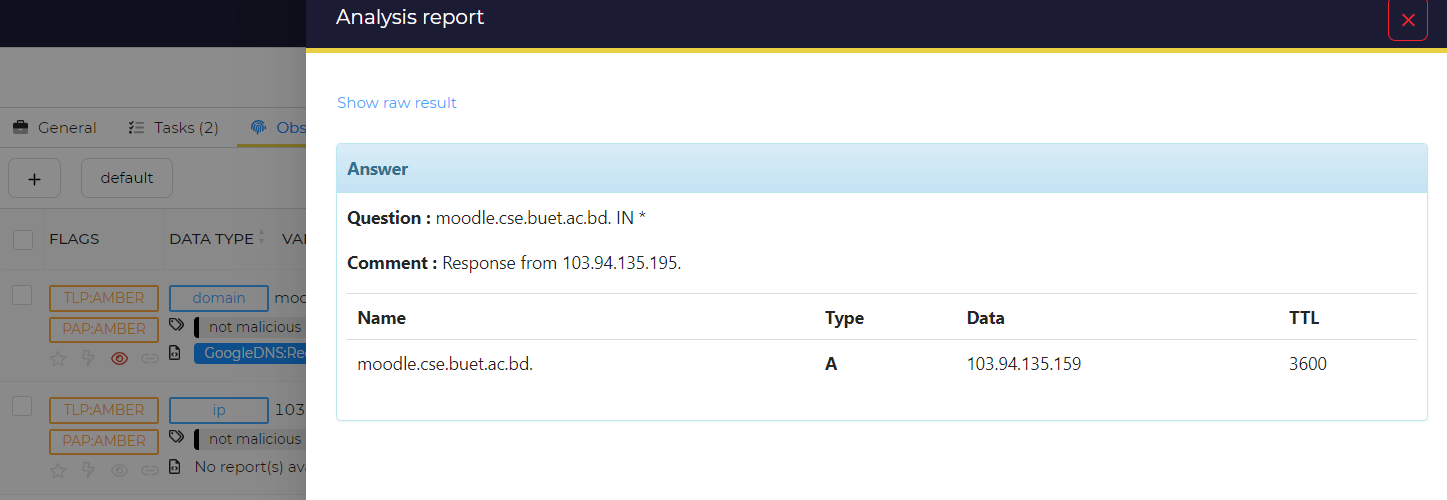 Analysis report
Show raw result
General Tasks (2) Obs
+ default
FLAGS DATA TYPE VAI
TLP:AMBER domain moo
PAP:AMBER not malicious
GoogleDNS:Re
TLP:AMBER ip 103
PAP:AMBER not malicious
No report(s) ava
Answer
Question : moodle.cse.buet.ac.bd. IN *
Comment : Response from 103.94.135.195.
Name Type Data TTL
moodle.cse.buet.ac.bd. A 103.94.135.159 3600